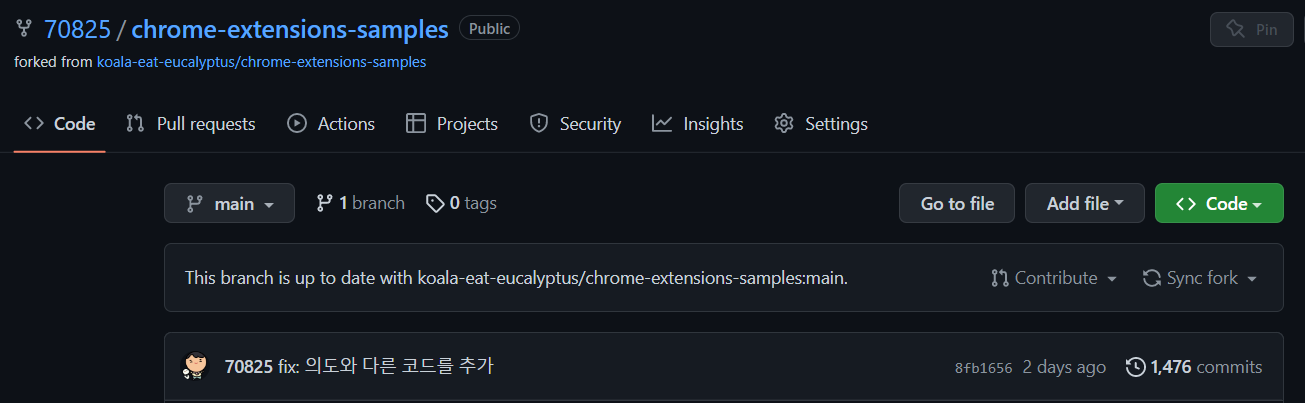 70825 / chrome-extensions-samples Public Pin
forked from koala-eat-eucalyptus/chrome-extensions-samples
Code Pull requests Actions Projects Security Insights Settings
main 1 branch 0 tags Go to file Add file Code
This branch is up to date with koala-eat-eucalyptus/chrome-extensions-samples:main. Contribute Sync fork
70825 fix: 의도와 다른 코드를 추가 8fb1656 2 days ago 1,476 commits